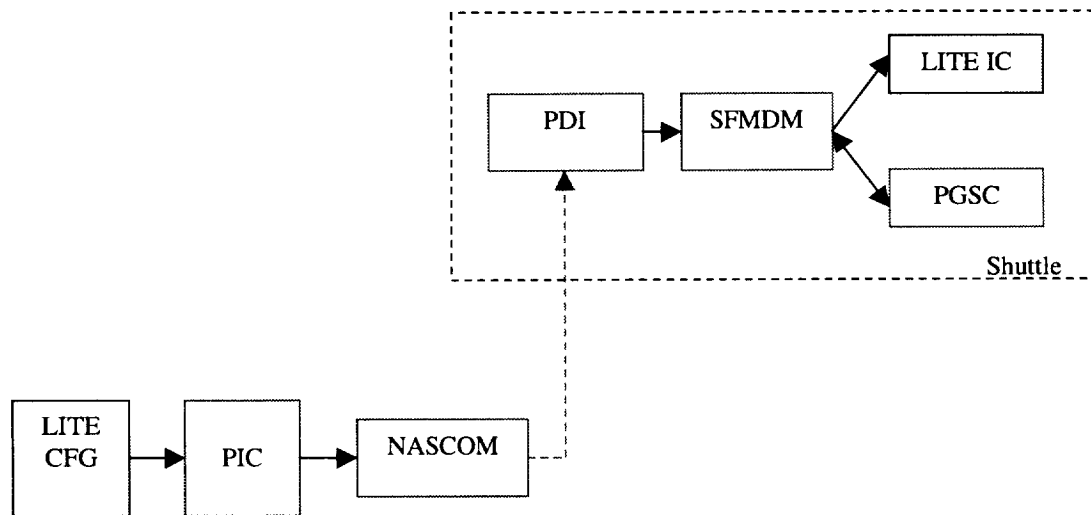 LITE IC
PDI
SFMDM
PGSC
Shuttle
LITE
CFG
PIC
NASCOM